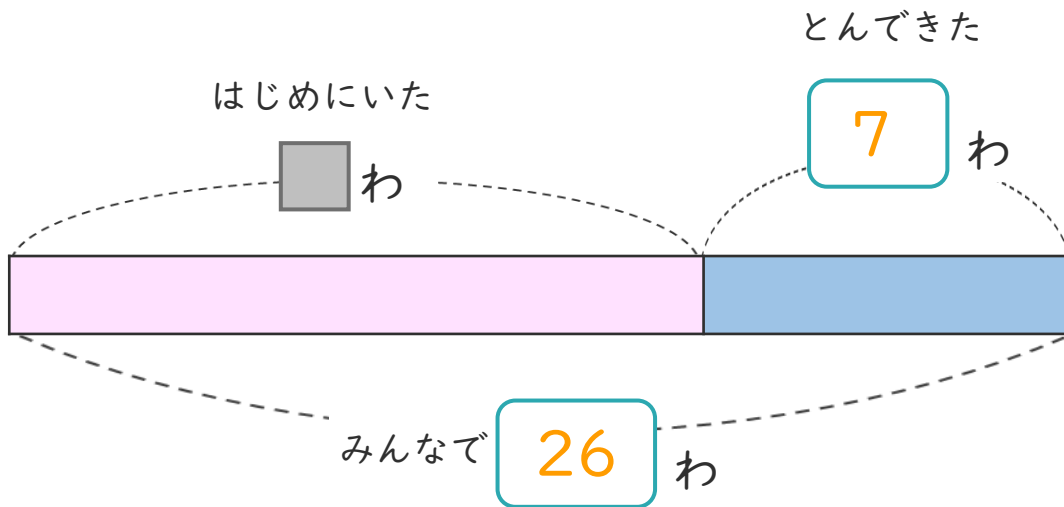 とんできた
7 わ
はじめにいた
わ
みんなで 26 わ